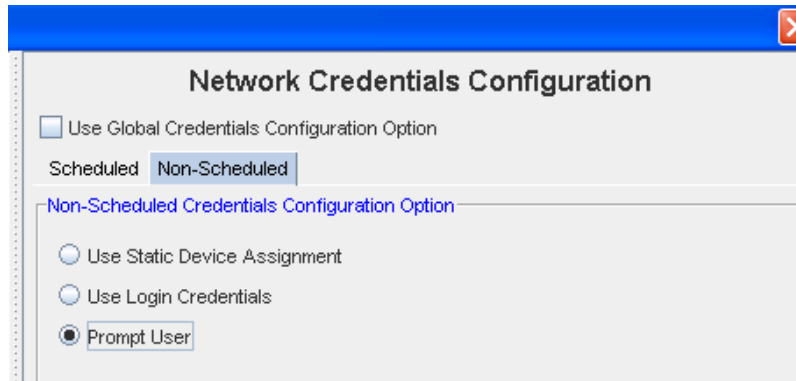 Network Credentials Configuration
Use Global Credentials Configuration Option
Scheduled Non-Scheduled
Non-Scheduled Credentials Configuration Option
Use Static Device Assignment
Use Login Credentials
Prompt User